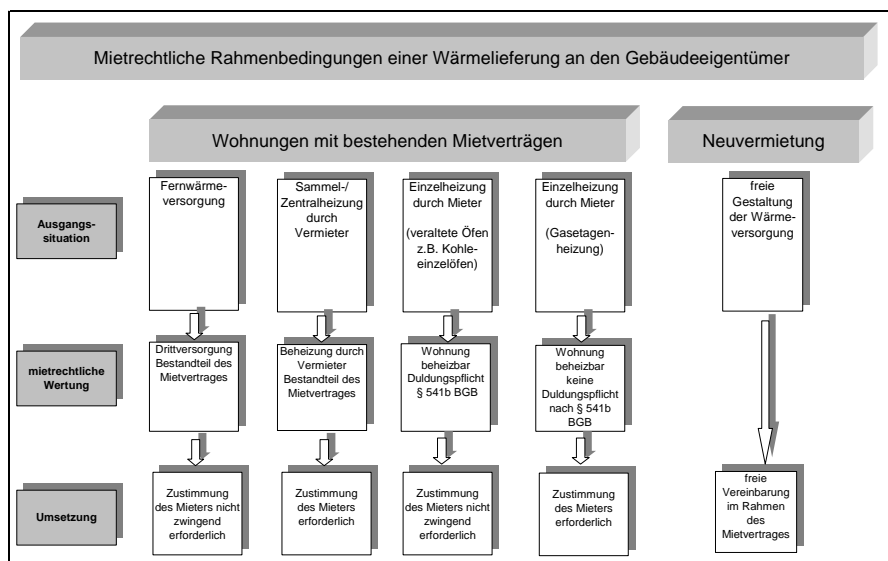 Mietrechtliche Rahmenbedingungen einer Wärmelieferung an den Gebäudeeigentümer
Wohnungen mit bestehenden Mietverträgen
Neuvermietung
Ausgangs-
situation
Fernwärme-
versorgung
Sammel-/
Zentralheizung
durch
Vermieter
Einzelheizung
durch Mieter
(veraltete Öfen
z.B. Kohle-
einzelöfen)
Einzelheizung
durch Mieter
(Gasetagen-
heizung)
freie
Gestaltung
der Wärme-
versorgung
mietrechtliche
Wertung
Drittversorgung
Bestandteil des
Mietvertrages
Beheizung durch
Vermieter
Bestandteil des
Mietvertrages
Wohnung
beheizbar
Duldungspflicht
§ 541b BGB
Wohnung
beheizbar
keine
Duldungspflicht
nach § 541b
BGB
Umsetzung
Zustimmung
des Mieters nicht
zwingend
erforderlich
Zustimmung
des Mieters
erforderlich
Zustimmung
des Mieters nicht
zwingend
erforderlich
Zustimmung
des Mieters
erforderlich
freie
Vereinbarung
im Rahmen
des
Mietvertrages